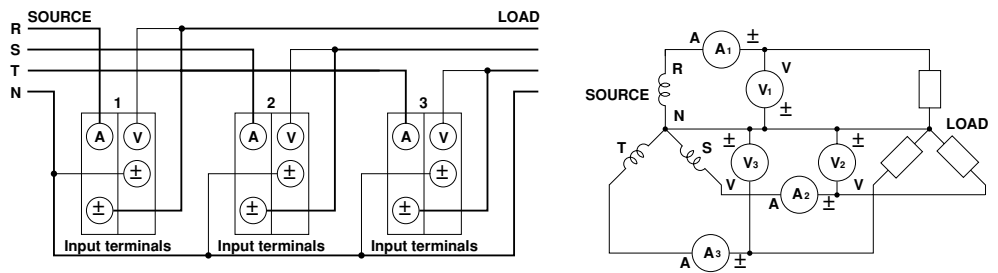 SOURCE LOAD
R
S
T
N
1 2 3
A V A V A V
± ± ±
± ± ±
Input terminals Input terminals Input terminals
A A1 ±
R V
V1
SOURCE
±
N
LOAD
T S ± ±
V3 V2
V V
A A2 ±
A A3 ±